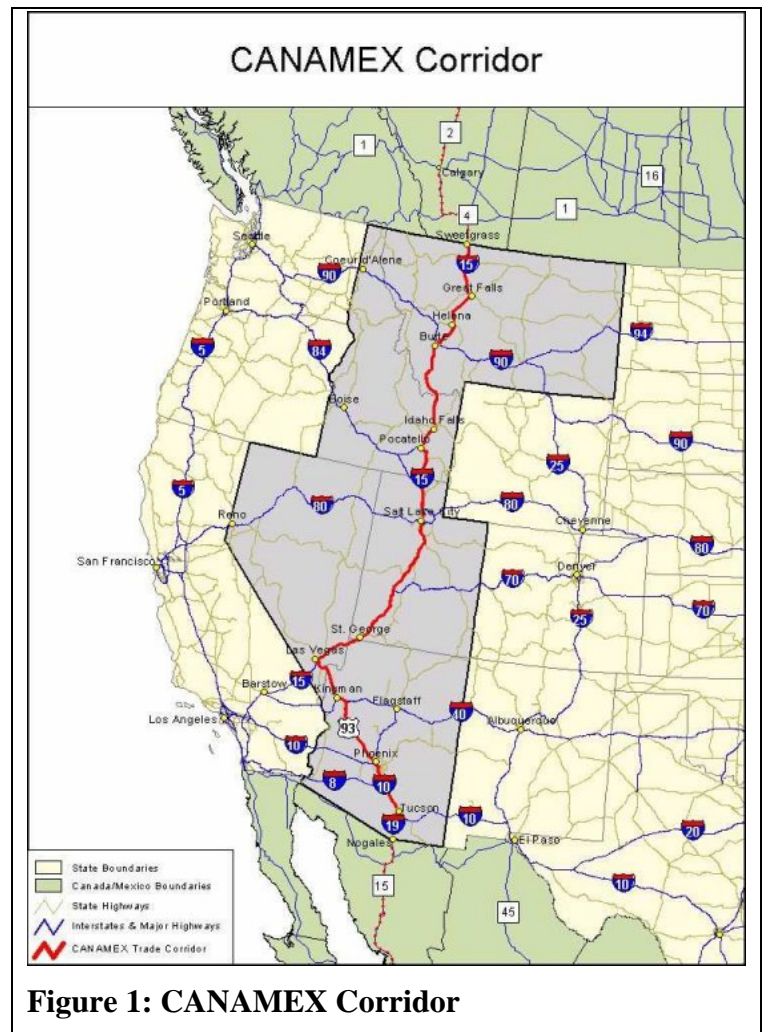 CANAMEX Corridor
2
1
Calgary
16
4
1
Sweetgrass
Seattle
15
Coeur d'Alene
90
Great Falls
Portland
Helena
94
5
84
Butte
90
Boise
Idaho Falls
Pocatello
25
90
15
5
Reno
80
Salt Lake City
80
Cheyenne
80
San Francisco
Denver
70
70
25
St. George
Las Vegas
15
Barstow
Kingman
Flagstaff
40
Albuquerque
Los Angeles
93
10
Phoenix
8
10
Tucson
19
10
20
Nogales
El Paso
15
10
45
State Boundaries
Canada/Mexico Boundaries
State Highways
Interstates & Major Highways
CANAMEX Trade Corridor
Figure 1: CANAMEX Corridor